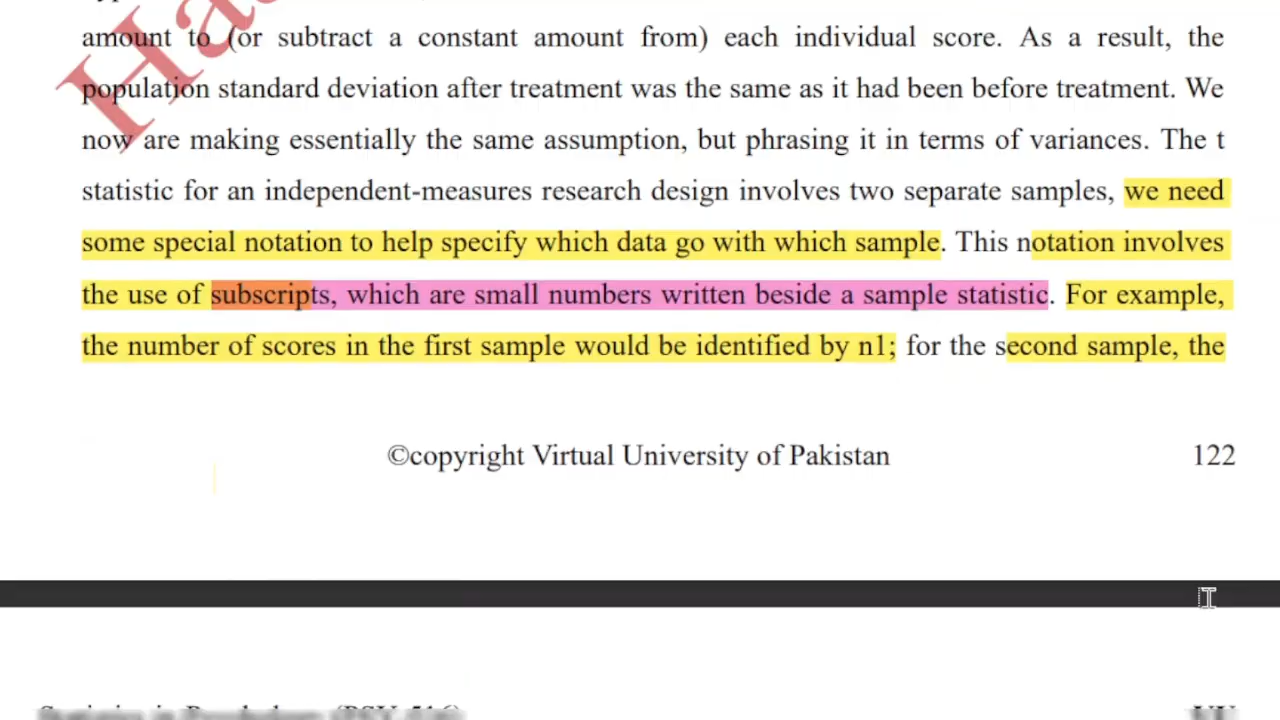 amount to (or subtract a constant amount from) each individual score. As a result, the
population standard deviation after treatment was the same as it had been before treatment. We
now are making essentially the same assumption, but phrasing it in terms of variances. The t
statistic for an independent-measures research design involves two separate samples, we need
some special notation to help specify which data go with which sample. This notation involves
the use of subscripts, which are small numbers written beside a sample statistic. For example,
the number of scores in the first sample would be identified by n1; for the second sample, the
©copyright Virtual University of Pakistan 122